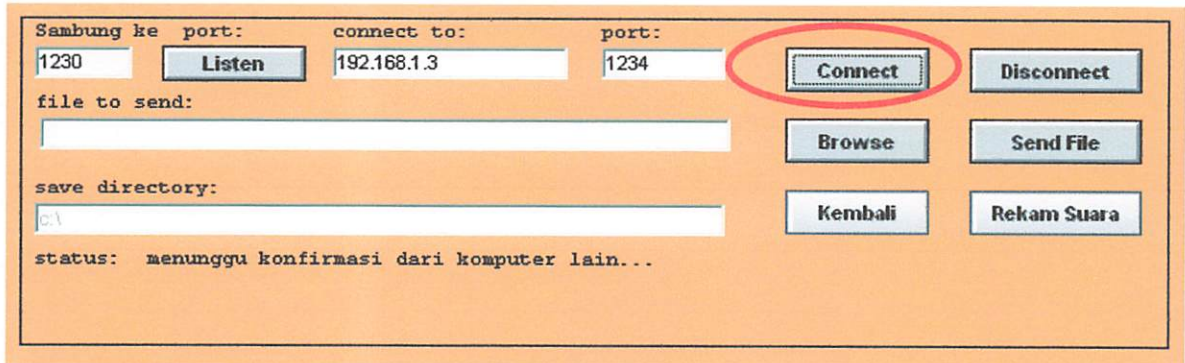 Sambung ke port: connect to: port:
1230 Listen 192.168.1.3 1234 Connect Disconnect
file to send:
Browse Send File
save directory:
c:\ Kembali Rekam Suara
status: menunggu konfirmasi dari komputer lain...